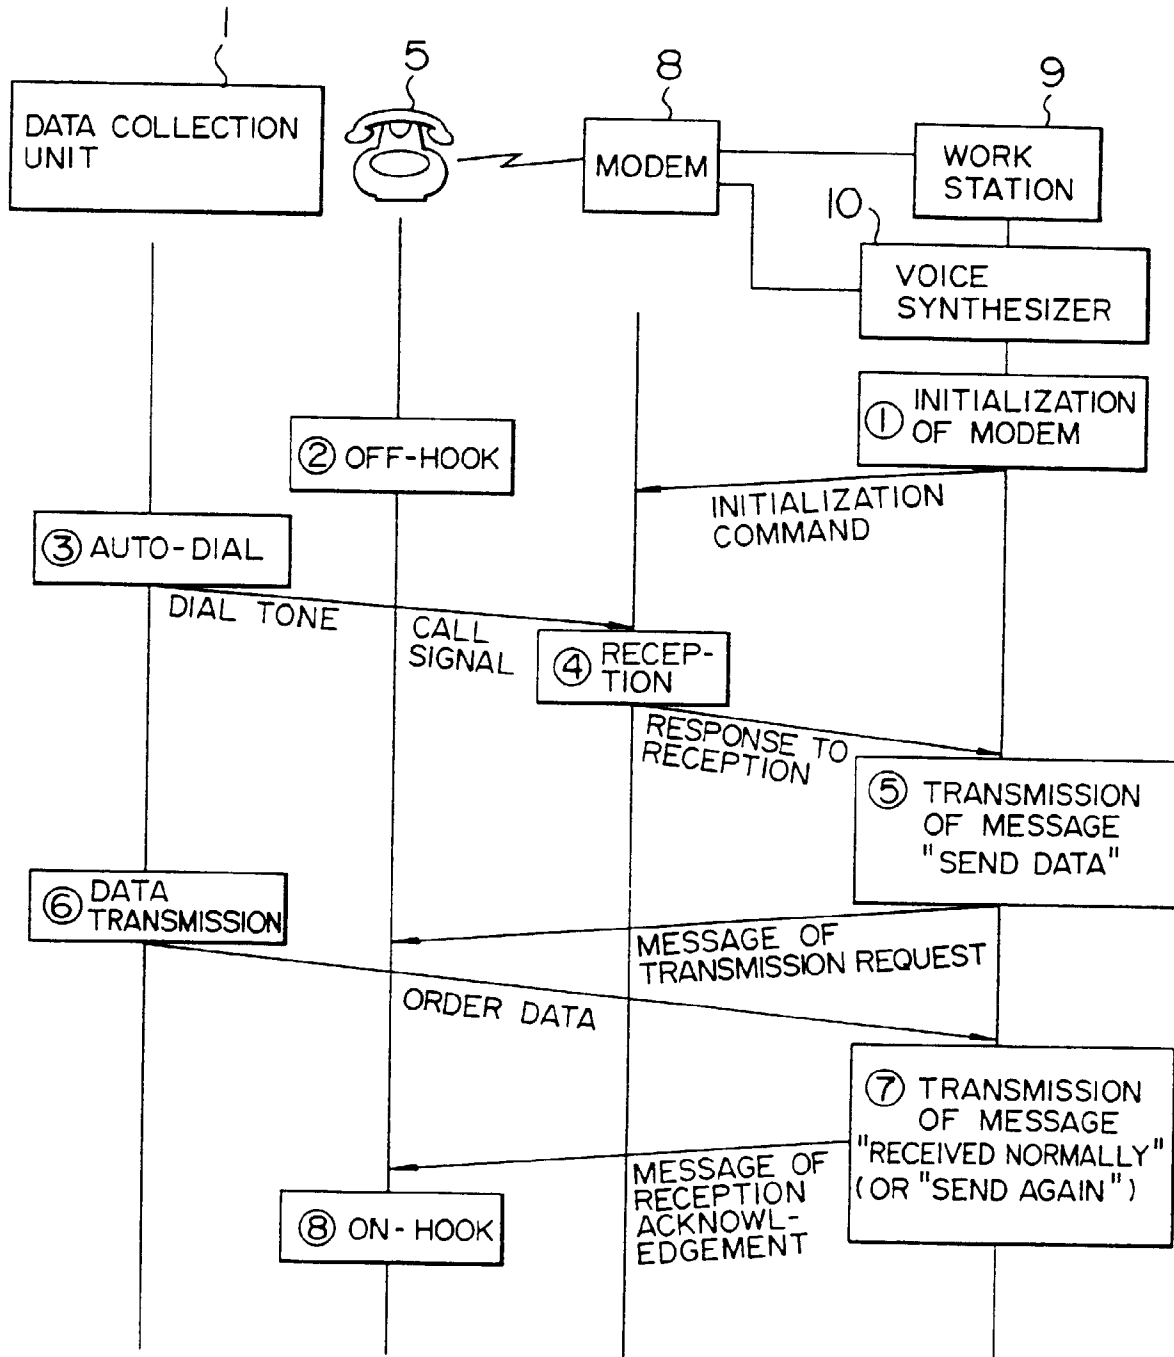 1
5
8
9
DATA COLLECTION
UNIT
MODEM
WORK
STATION
10
VOICE
SYNTHESIZER
① INITIALIZATION
OF MODEM
② OFF-HOOK
INITIALIZATION
COMMAND
③ AUTO-DIAL
DIAL TONE
CALL
SIGNAL
④ RECEP-
TION
RESPONSE TO
RECEPTION
⑤ TRANSMISSION
OF MESSAGE
"SEND DATA"
⑥ DATA
TRANSMISSION
MESSAGE OF
TRANSMISSION REQUEST
ORDER DATA
⑦ TRANSMISSION
OF MESSAGE
"RECEIVED NORMALLY"
(OR "SEND AGAIN")
MESSAGE OF
RECEPTION
ACKNOWL-
EDGEMENT
⑧ ON-HOOK